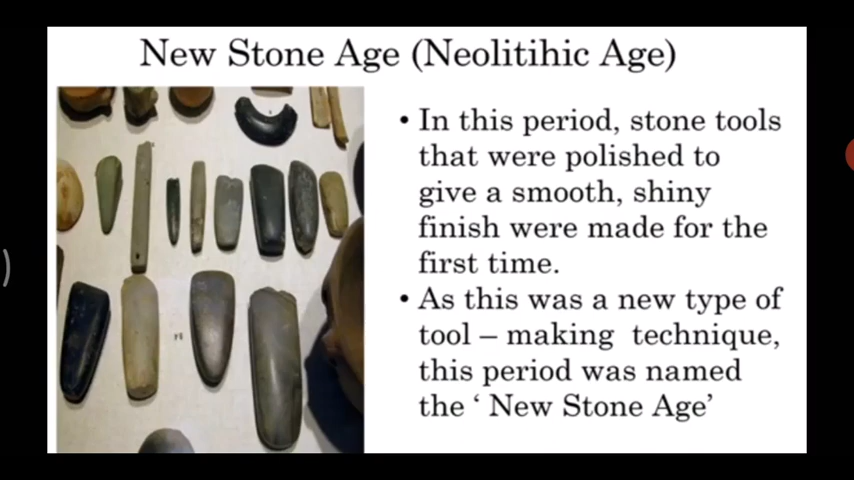 New Stone Age (Neolitihic Age)
• In this period, stone tools
that were polished to
give a smooth, shiny
finish were made for the
first time.
• As this was a new type of
tool – making technique,
this period was named
the ‘ New Stone Age’